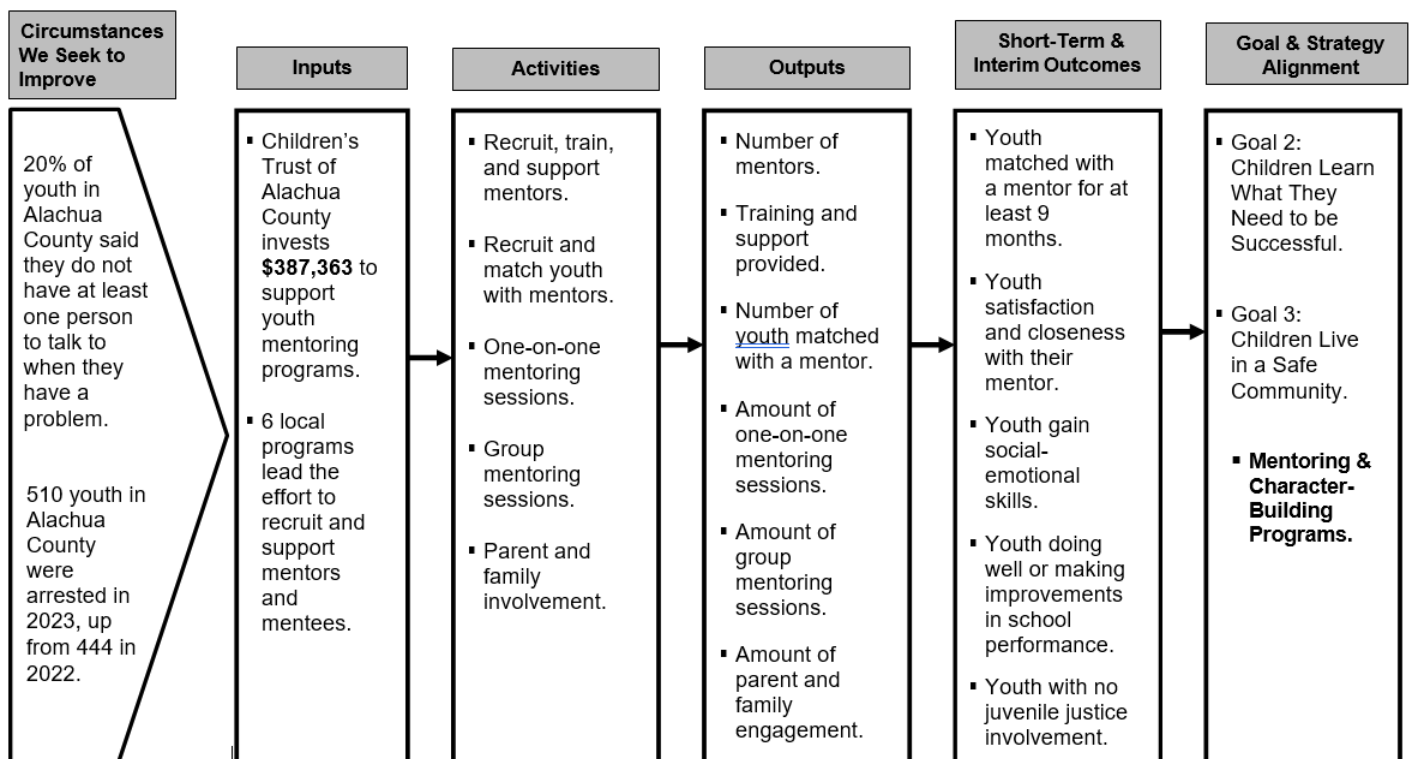 Circumstances
We Seek to
Improve
20% of
youth in
Alachua
County said
they do not
have at least
one person
to talk to
when they
have a
problem.
510 youth in
Alachua
County
were
arrested in
2023, up
from 444 in
2022.
Inputs
▪ Children’s
Trust of
Alachua
County
invests
$387,363 to
support
youth
mentoring
programs.
▪ 6 local
programs
lead the
effort to
recruit and
support
mentors
and
mentees.
Activities
▪ Recruit, train,
and support
mentors.
▪ Recruit and
match youth
with mentors.
▪ One-on-one
mentoring
sessions.
▪ Group
mentoring
sessions.
▪ Parent and
family
involvement.
Outputs
▪ Number of
mentors.
▪ Training and
support
provided.
▪ Number of
youth matched
with a mentor.
▪ Amount of
one-on-one
mentoring
sessions.
▪ Amount of
group
mentoring
sessions.
▪ Amount of
parent and
family
engagement.
Short-Term &
Interim Outcomes
▪ Youth
matched with
a mentor for at
least 9
months.
▪ Youth
satisfaction
and closeness
with their
mentor.
▪ Youth gain
social-
emotional
skills.
▪ Youth doing
well or making
improvements
in school
performance.
▪ Youth with no
juvenile justice
involvement.
Goal & Strategy
Alignment
▪ Goal 2:
Children Learn
What They
Need to be
Successful.
▪ Goal 3:
Children Live
in a Safe
Community.
▪ Mentoring &
Character-
Building
Programs.